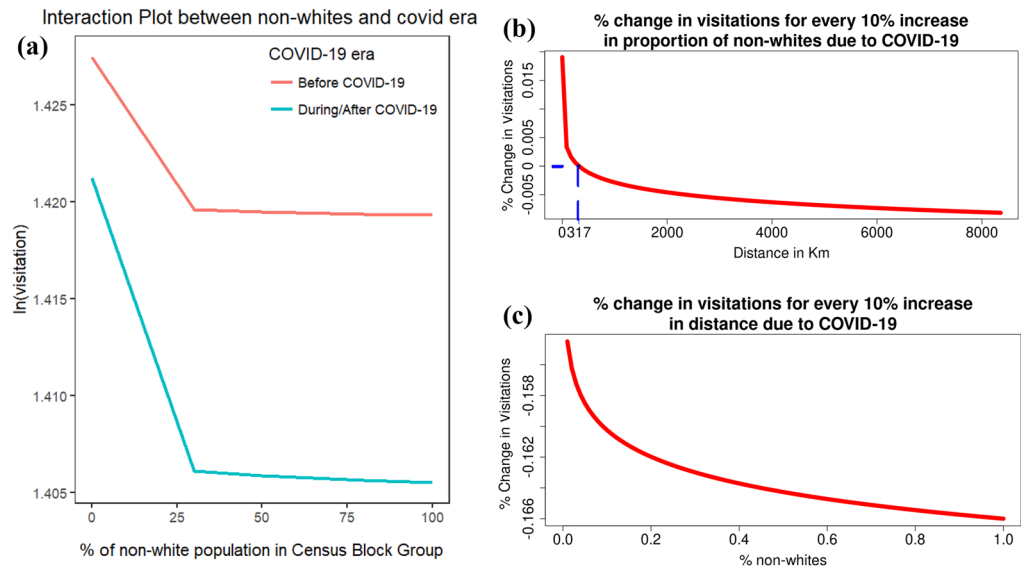 Interaction Plot between non-whites and covid era
(a)
COVID-19 era
Before COVID-19
During/After COVID-19
ln(visitation)
1.425
1.420
1.415
1.410
1.405
0 25 50 75 100
% of non-white population in Census Block Group
(b)
% change in visitations for every 10% increase
in proportion of non-whites due to COVID-19
% Change in Visitations
0.015
0.005
0
-0.005
0317 2000 4000 6000 8000
Distance in Km
(c)
% change in visitations for every 10% increase
in distance due to COVID-19
% Change in Visitations
-0.158
-0.162
-0.166
0.0 0.2 0.4 0.6 0.8 1.0
% non-whites